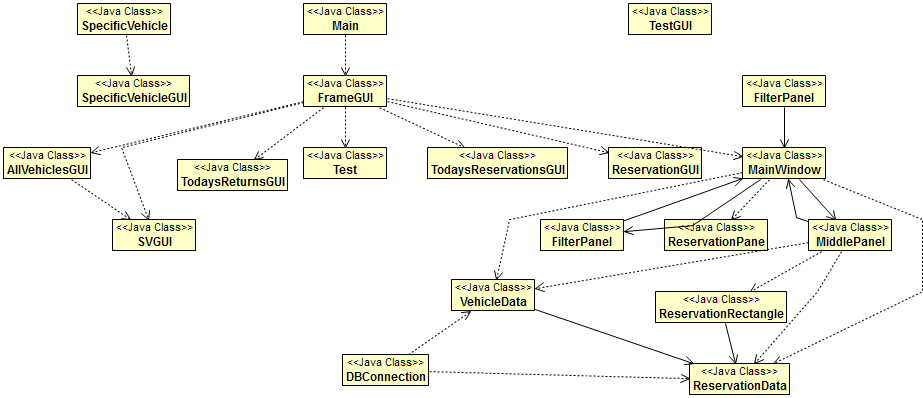 <<Java Class>>
SpecificVehicle
<<Java Class>>
Main
<<Java Class>>
TestGUI
<<Java Class>>
SpecificVehicleGUI
<<Java Class>>
FrameGUI
<<Java Class>>
FilterPanel
<<Java Class>>
AllVehiclesGUI
<<Java Class>>
TodaysReturnsGUI
<<Java Class>>
Test
<<Java Class>>
TodaysReservationsGUI
<<Java Class>>
ReservationGUI
<<Java Class>>
MainWindow
<<Java Class>>
SVGUI
<<Java Class>>
FilterPanel
<<Java Class>>
ReservationPane
<<Java Class>>
MiddlePanel
<<Java Class>>
VehicleData
<<Java Class>>
ReservationRectangle
<<Java Class>>
DBConnection
<<Java Class>>
ReservationData